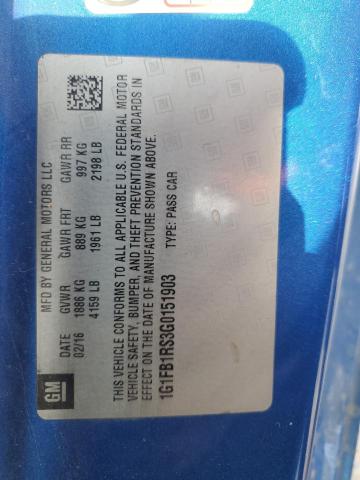 MFD BY GENERAL MOTORS LLC
DATE GVWR GAWR FRT GAWR RR
02/16 1886 KG 889 KG 997 KG
4159 LB 1961 LB 2198 LB
THIS VEHICLE CONFORMS TO ALL APPLICABLE U.S. FEDERAL MOTOR
VEHICLE SAFETY, BUMPER, AND THEFT PREVENTION STANDARDS IN
EFFECT ON THE DATE OF MANUFACTURE SHOWN ABOVE.
1G1FB1RS3G0151903 TYPE: PASS CAR
GM